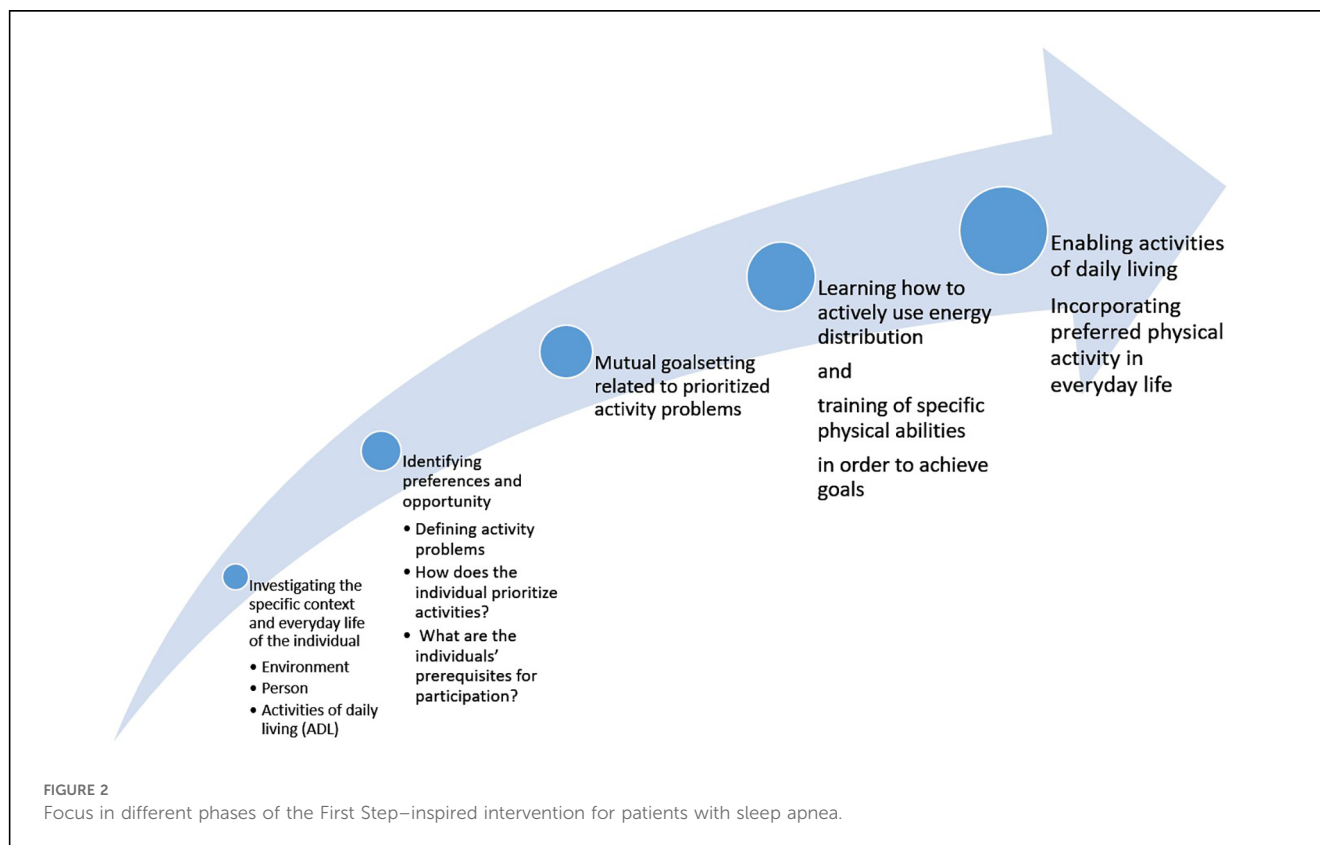 Investigating the
specific context
and everyday life
of the individual
• Environment
• Person
• Activities of daily
living (ADL)
Identifying
preferences and
opportunity
• Defining activity
problems
• How does the
individual prioritize
activities?
• What are the
individuals’
prerequisites for
participation?
Mutual goalsetting
related to prioritized
activity problems
Learning how to
actively use energy
distribution
and
training of specific
physical abilities
in order to achieve
goals
Enabling activities
of daily living
Incorporating
preferred physical
activity in
everyday life
FIGURE 2
Focus in different phases of the First Step–inspired intervention for patients with sleep apnea.